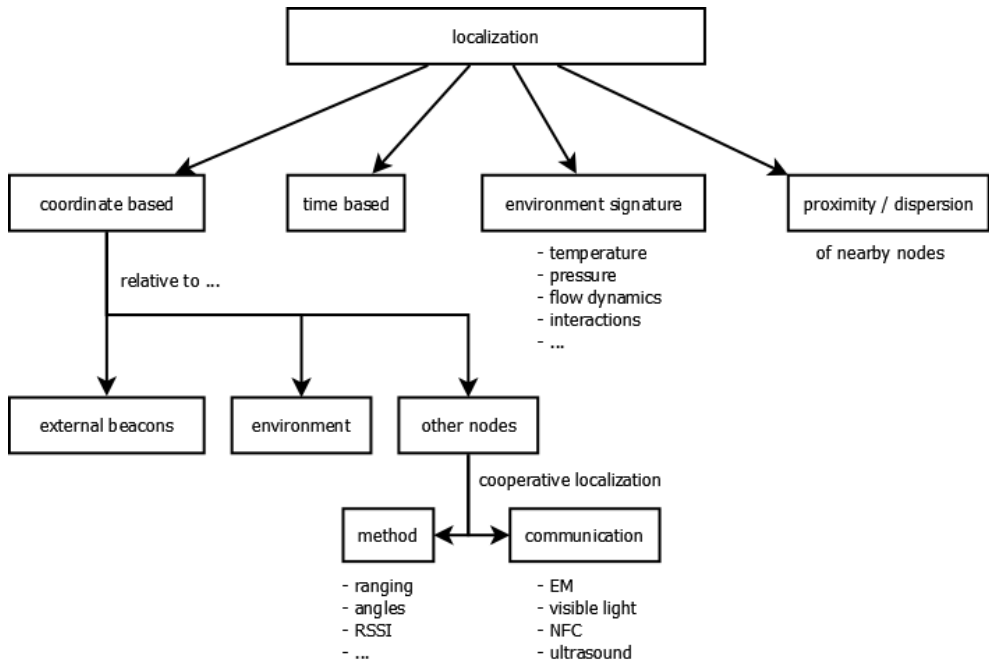 localization
coordinate based
time based
environment signature
proximity / dispersion
- temperature
- pressure
- flow dynamics
- interactions
- ...
of nearby nodes
relative to ...
external beacons
environment
other nodes
cooperative localization
method
communication
- ranging
- angles
- RSSI
- ...
- EM
- visible light
- NFC
- ultrasound